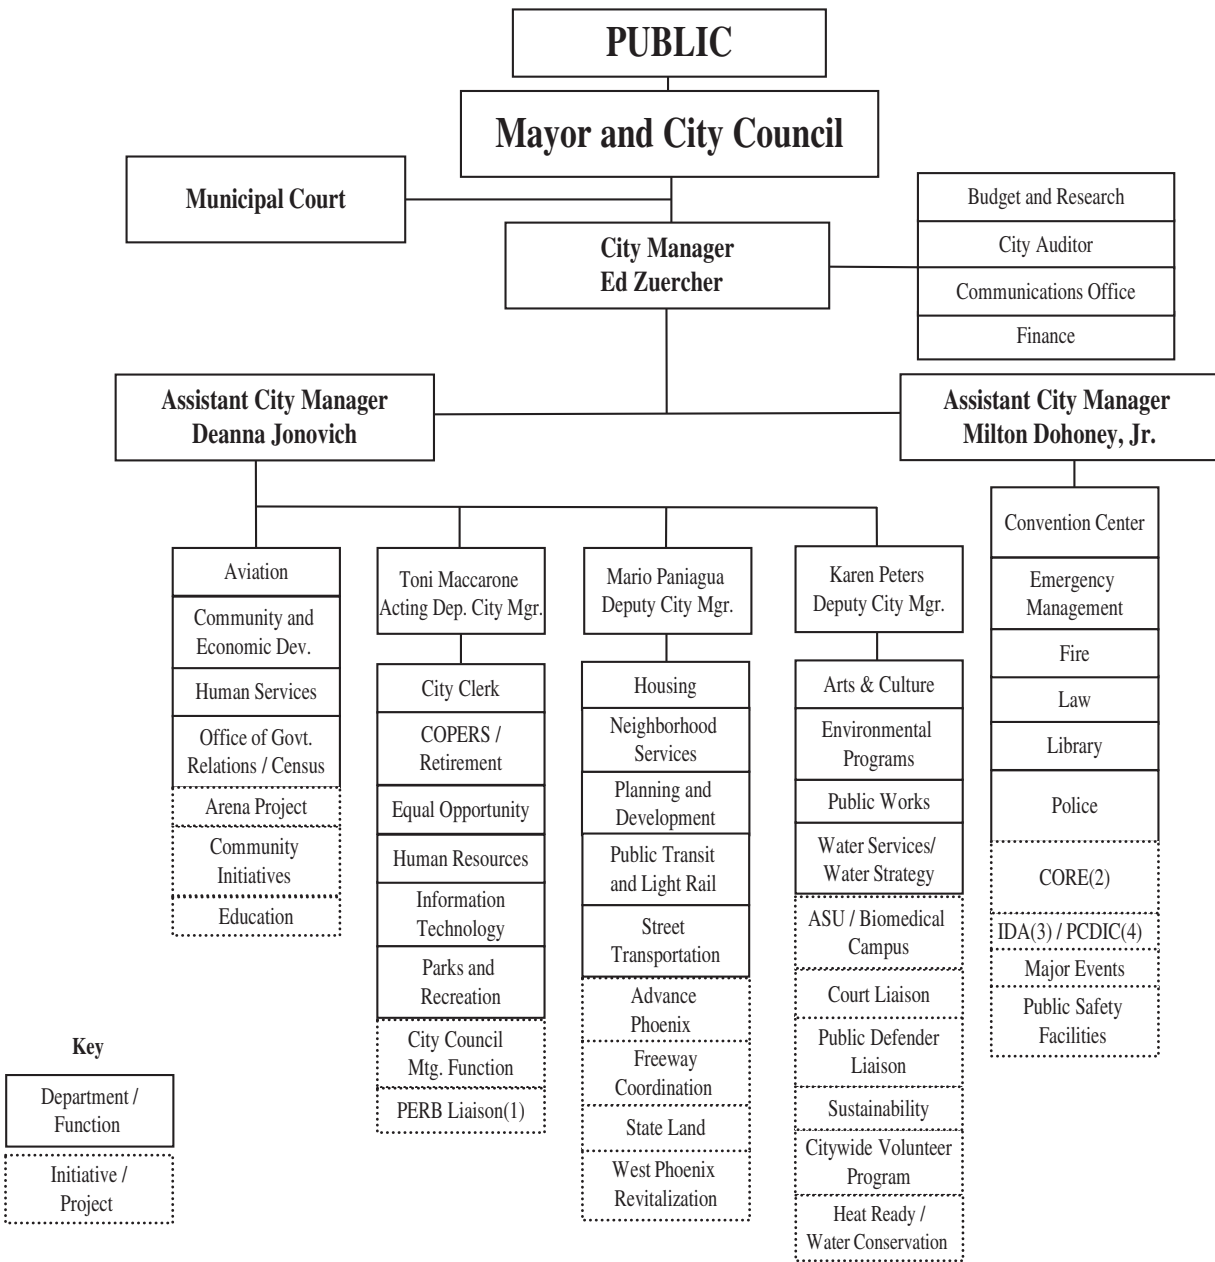 PUBLIC
Mayor and City Council
Municipal Court
City Manager
Ed Zuercher
Budget and Research
City Auditor
Communications Office
Finance
Assistant City Manager
Deanna Jonovich
Assistant City Manager
Milton Dohoney, Jr.
Aviation
Community and
Economic Dev.
Human Services
Office of Govt.
Relations / Census
Arena Project
Community
Initiatives
Education
Toni Maccarone
Acting Dep. City Mgr.
City Clerk
COPERS /
Retirement
Equal Opportunity
Human Resources
Information
Technology
Parks and
Recreation
City Council
Mtg. Function
PERB Liaison(1)
Mario Paniagua
Deputy City Mgr.
Housing
Neighborhood
Services
Planning and
Development
Public Transit
and Light Rail
Street
Transportation
Advance
Phoenix
Freeway
Coordination
State Land
West Phoenix
Revitalization
Karen Peters
Deputy City Mgr.
Arts & Culture
Environmental
Programs
Public Works
Water Services/
Water Strategy
ASU / Biomedical
Campus
Court Liaison
Public Defender
Liaison
Sustainability
Citywide Volunteer
Program
Heat Ready /
Water Conservation
Convention Center
Emergency
Management
Fire
Law
Library
Police
CORE(2)
IDA(3) / PCDIC(4)
Major Events
Public Safety
Facilities
Key
Department /
Function
Initiative /
Project